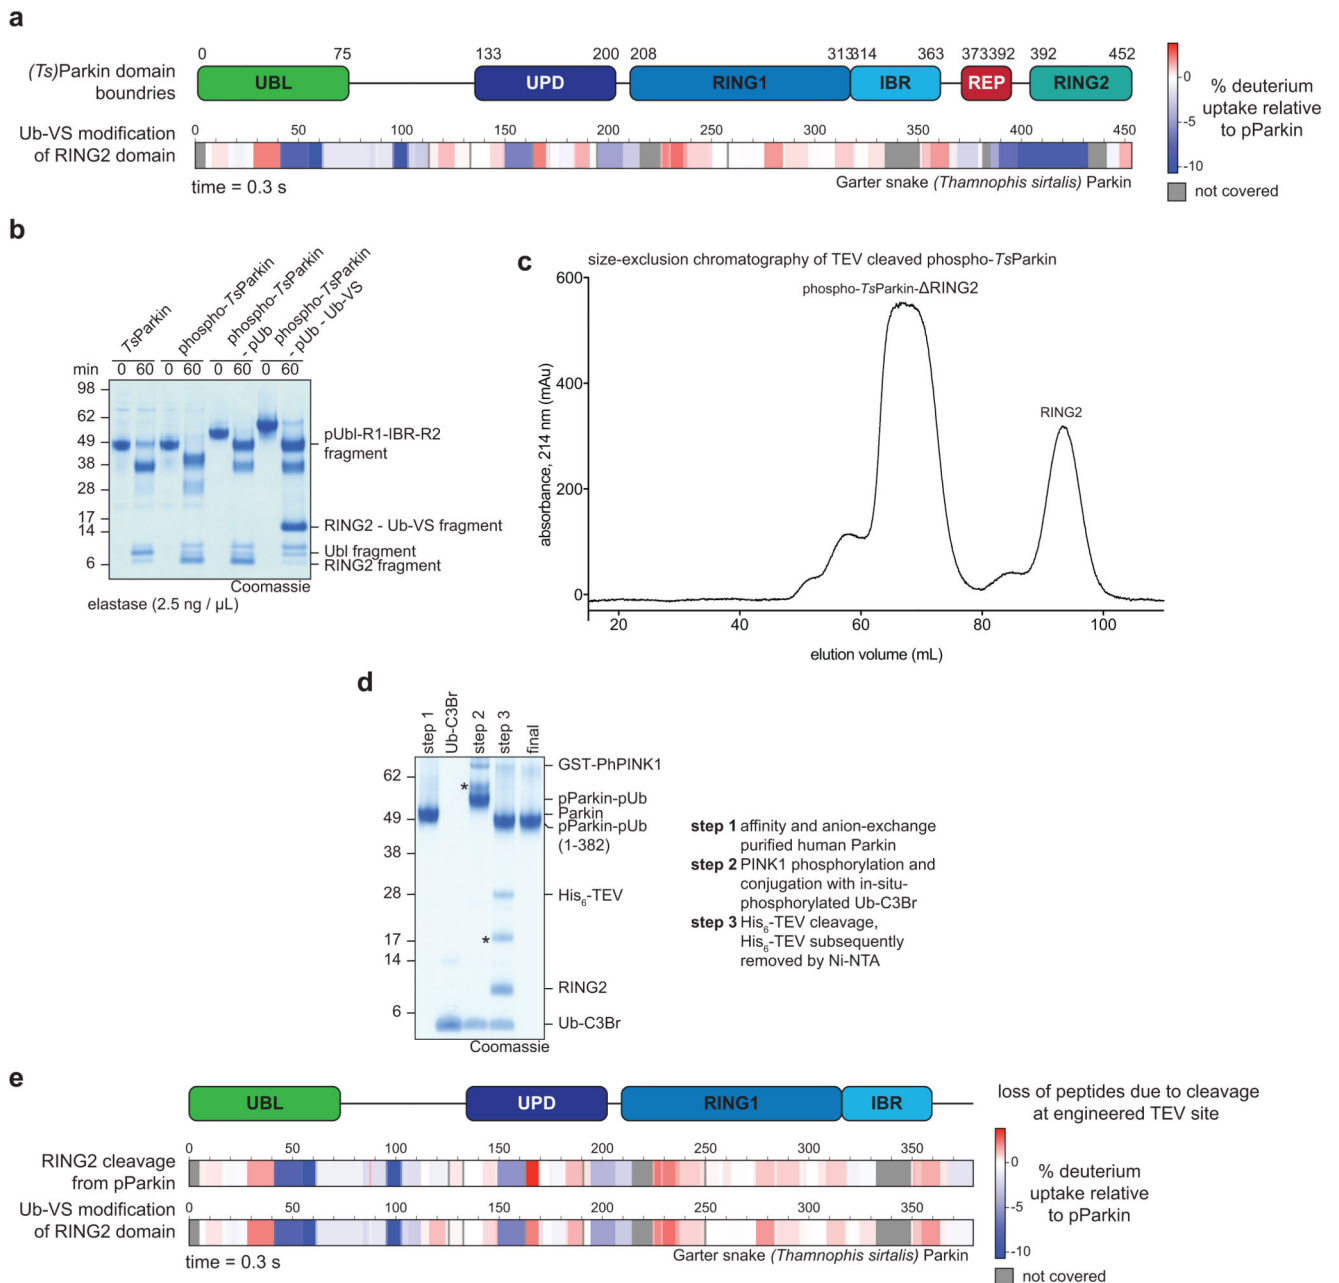 a
0 75 133 200 208 313314 363 373392 392 452
(Ts)Parkin domain
boundries
UBL UPD RING1 IBR REP RING2
Ub-VS modification
of RING2 domain
0 50 100 150 200 250 300 350 400 450
time = 0.3 s
Garter snake (Thamnophis sirtalis) Parkin
0
-5
-10
% deuterium
uptake relative
to pParkin
not covered
b
TsParkin
phospho-TsParkin
phospho-TsParkin
- pUb
phospho-TsParkin
- pUb - Ub-VS
min 0 60 0 60 0 60 0 60
98
62
49
38
28
17
14
6
pUbl-R1-IBR-R2
fragment
RING2 - Ub-VS fragment
Ubl fragment
RING2 fragment
Coomassie
elastase (2.5 ng / µL)
c
size-exclusion chromatography of TEV cleaved phospho-TsParkin
phospho-TsParkin-ΔRING2
RING2
absorbance, 214 nm (mAu)
600
400
200
0
20 40 60 80 100
elution volume (mL)
d
step 1
Ub-C3Br
step 2
step 3
final
62
49
38
28
17
14
6
*
*
GST-PhPINK1
pParkin-pUb
Parkin
pParkin-pUb
(1-382)
His6-TEV
RING2
Ub-C3Br
Coomassie
step 1 affinity and anion-exchange
purified human Parkin
step 2 PINK1 phosphorylation and
conjugation with in-situ-
phosphorylated Ub-C3Br
step 3 His6-TEV cleavage,
His6-TEV subsequently
removed by Ni-NTA
e
UBL UPD RING1 IBR
loss of peptides due to cleavage
at engineered TEV site
0 50 100 150 200 250 300 350
RING2 cleavage
from pParkin
0 50 100 150 200 250 300 350
Ub-VS modification
of RING2 domain
time = 0.3 s
Garter snake (Thamnophis sirtalis) Parkin
0
-5
-10
% deuterium
uptake relative
to pParkin
not covered